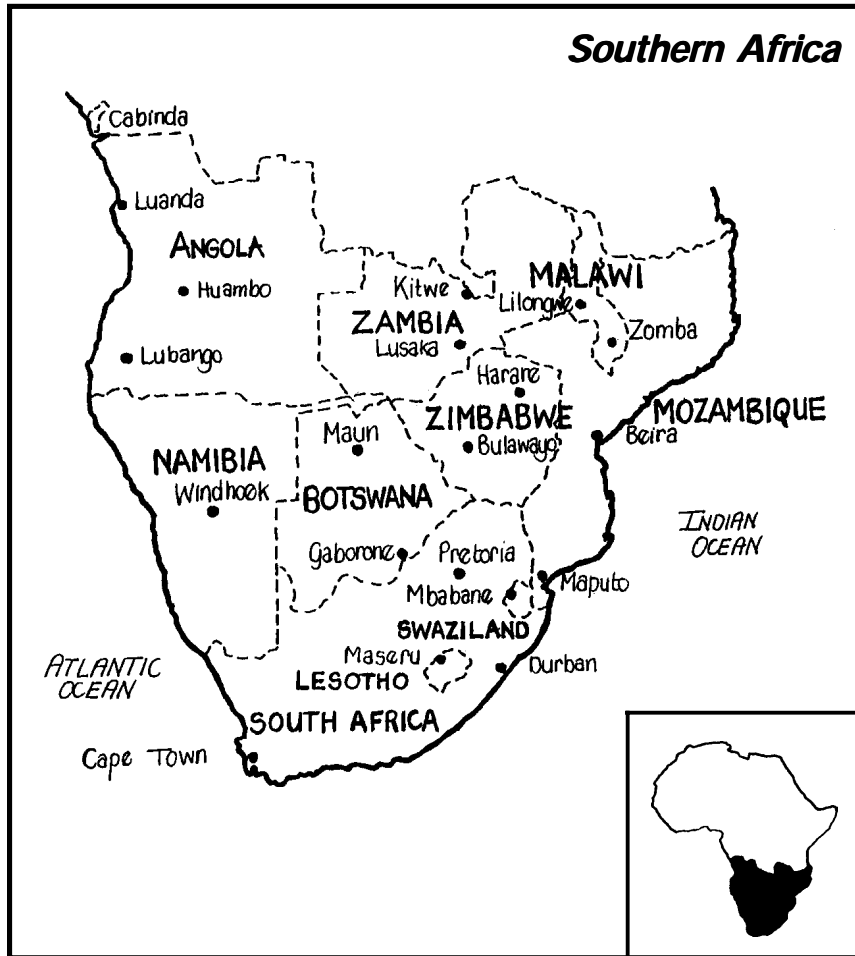 Southern Africa
Cabinda
Luanda
ANGOLA
Huambo
Lubango
Kitwe
ZAMBIA
Lusaka
MALAWI
Lilongwe
Zomba
Harare
ZIMBABWE
Bulawayo
MOZAMBIQUE
Beira
NAMIBIA
Windhoek
Maun
BOTSWANA
Gaborone
Pretoria
Mbabane
SWAZILAND
Maputo
INDIAN
OCEAN
Maseru
LESOTHO
Durban
SOUTH AFRICA
Cape Town
ATLANTIC
OCEAN